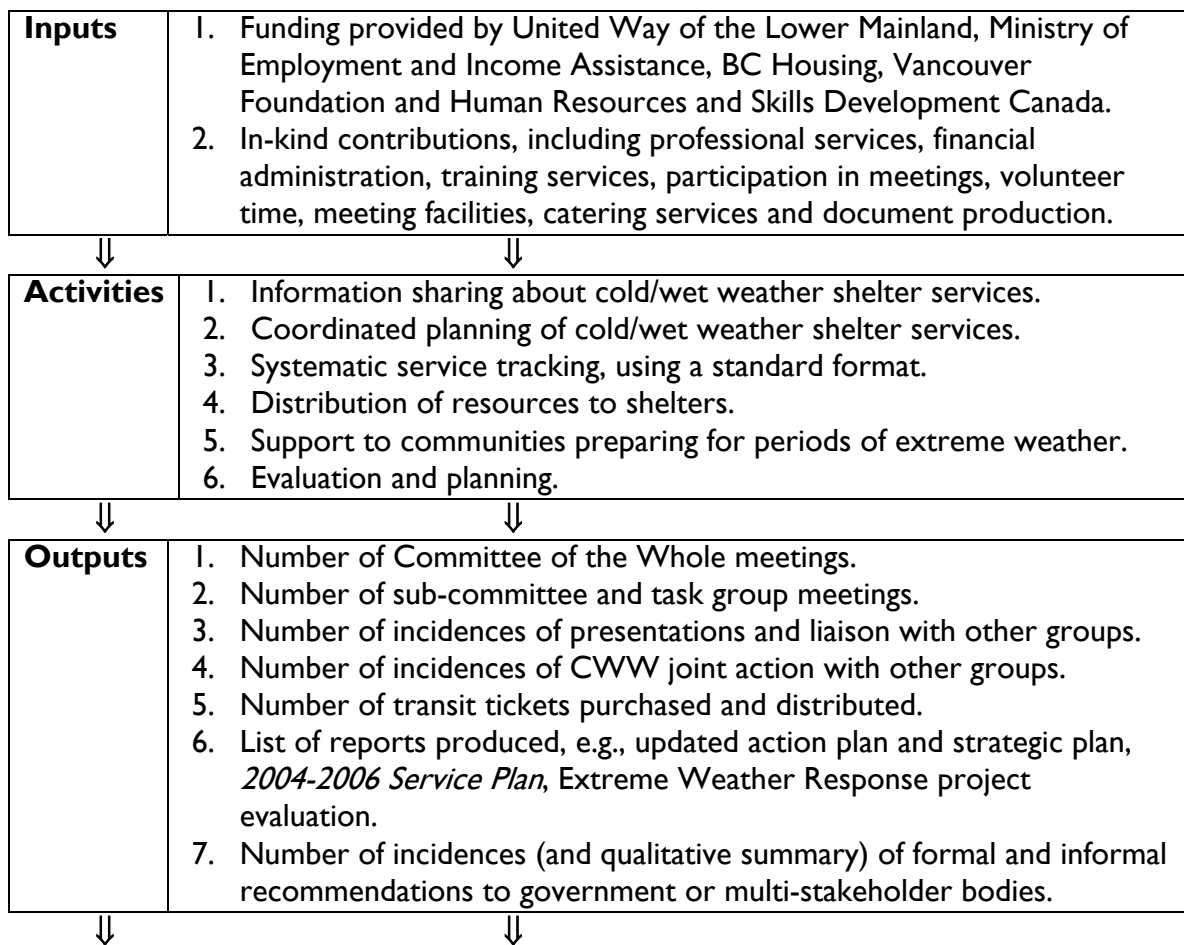 Inputs
1. Funding provided by United Way of the Lower Mainland, Ministry of
Employment and Income Assistance, BC Housing, Vancouver
Foundation and Human Resources and Skills Development Canada.
2. In-kind contributions, including professional services, financial
administration, training services, participation in meetings, volunteer
time, meeting facilities, catering services and document production.
⇓ ⇓
Activities
1. Information sharing about cold/wet weather shelter services.
2. Coordinated planning of cold/wet weather shelter services.
3. Systematic service tracking, using a standard format.
4. Distribution of resources to shelters.
5. Support to communities preparing for periods of extreme weather.
6. Evaluation and planning.
⇓ ⇓
Outputs
1. Number of Committee of the Whole meetings.
2. Number of sub-committee and task group meetings.
3. Number of incidences of presentations and liaison with other groups.
4. Number of incidences of CWW joint action with other groups.
5. Number of transit tickets purchased and distributed.
6. List of reports produced, e.g., updated action plan and strategic plan,
2004-2006 Service Plan, Extreme Weather Response project
evaluation.
7. Number of incidences (and qualitative summary) of formal and informal
recommendations to government or multi-stakeholder bodies.
⇓ ⇓